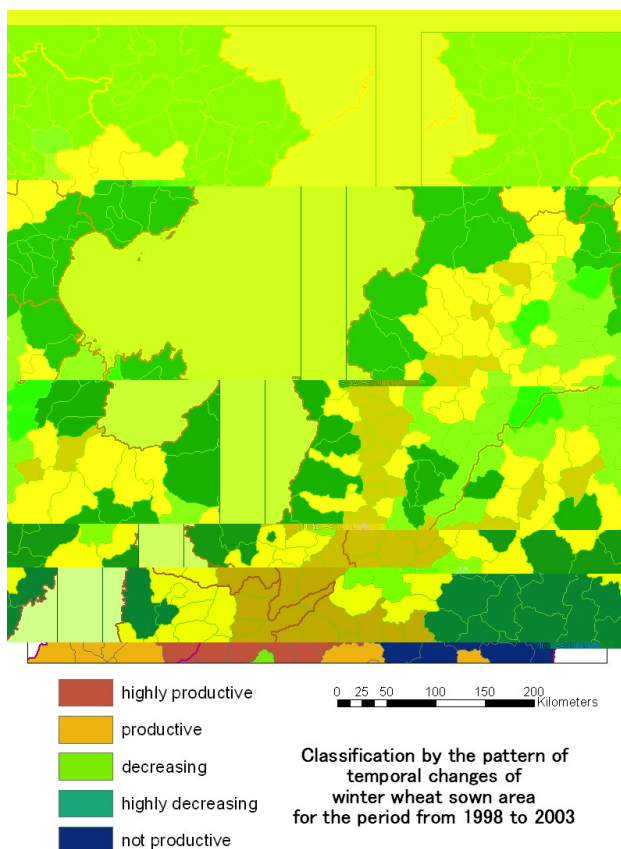 highly productive
productive
decreasing
highly decreasing
not productive
0 25 50 100 150 200
Kilometers
Classification by the pattern of
temporal changes of
winter wheat sown area
for the period from 1998 to 2003